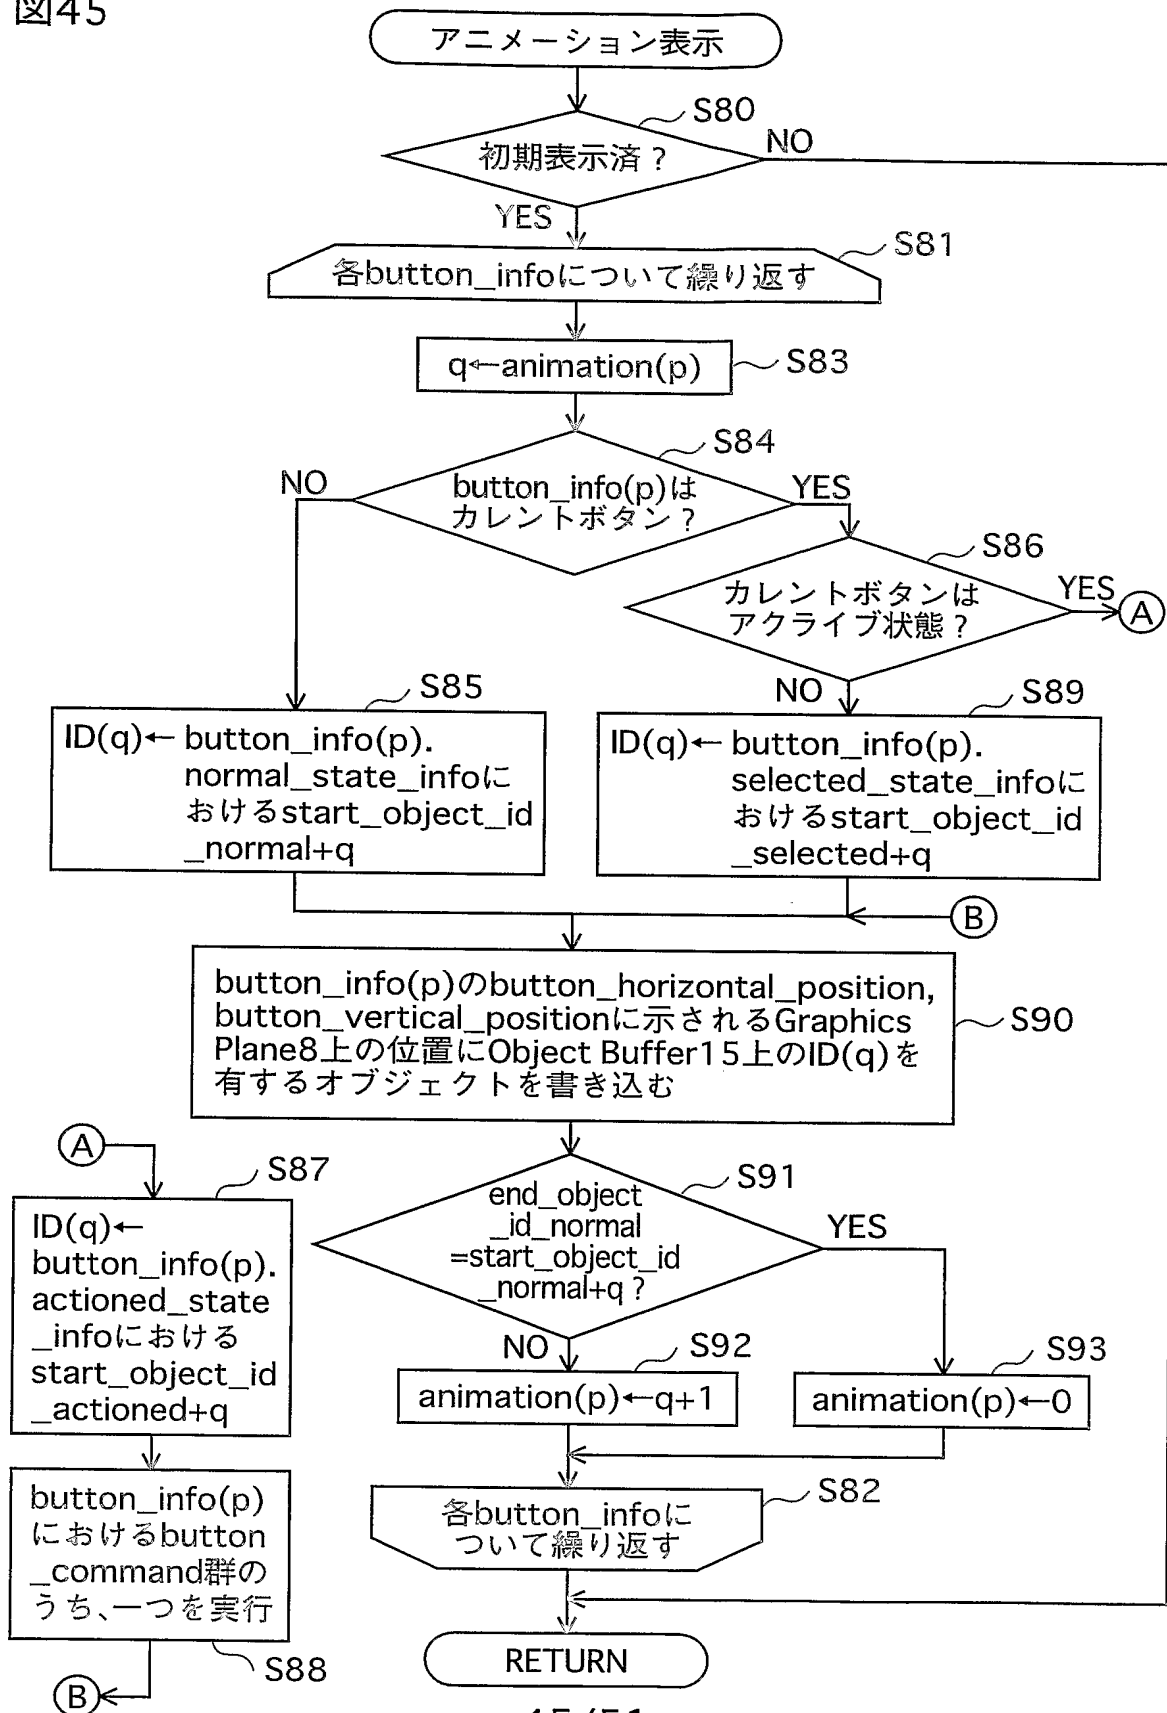 図45
アニメーション表示
S80
初期表示済?
NO
YES
S81
各button_infoについて繰り返す
q←animation(p)
S83
S84
NO
button_info(p)は
カレントボタン?
YES
S86
カレントボタンは
アクライブ状態?
YES
A
NO
S85
ID(q)← button_info(p).
normal_state_infoに
おけるstart_object_id
_normal+q
S89
ID(q)← button_info(p).
selected_state_infoに
おけるstart_object_id
_selected+q
B
button_info(p)のbutton_horizontal_position,
button_vertical_positionに示されるGraphics
Plane8上の位置にObject Buffer15上のID(q)を
有するオブジェクトを書き込む
S90
A
S87
ID(q)←
button_info(p).
actioned_state
_infoにおける
start_object_id
_actioned+q
button_info(p)
におけるbutton
_command群の
うち、一つを実行
S88
B
S91
end_object
_id_normal
=start_object_id
_normal+q?
YES
NO
S92
animation(p)←q+1
S93
animation(p)←0
S82
各button_infoに
ついて繰り返す
RETURN
45/51